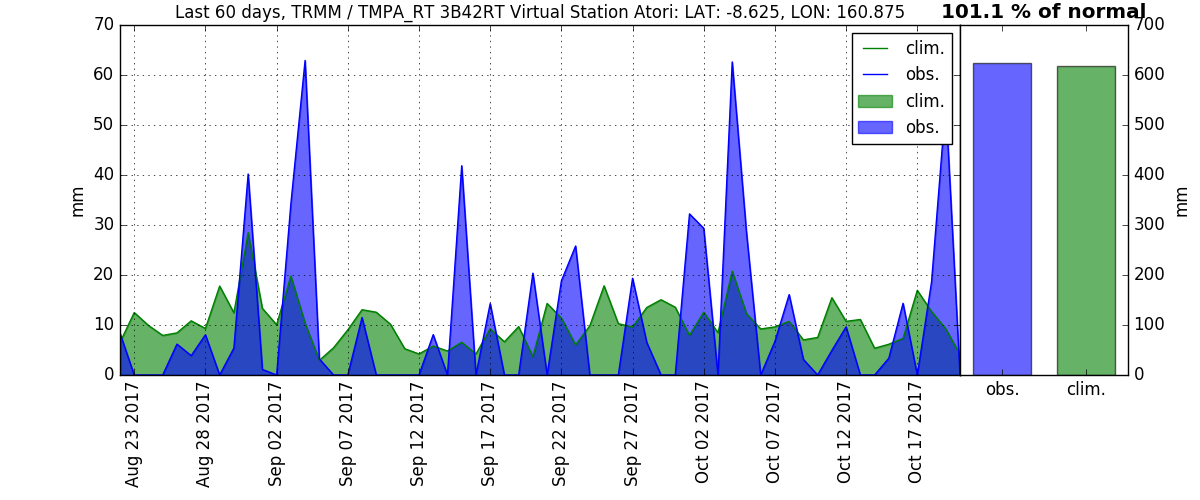 Last 60 days, TRMM / TMPA_RT 3B42RT Virtual Station Atori: LAT: -8.625, LON: 160.875
101.1 % of normal
70
60
50
40
30
20
10
0
mm
clim.
obs.
clim.
obs.
700
600
500
400
300
200
100
0
mm
obs.
clim.
Aug 23 2017
Aug 28 2017
Sep 02 2017
Sep 07 2017
Sep 12 2017
Sep 17 2017
Sep 22 2017
Sep 27 2017
Oct 02 2017
Oct 07 2017
Oct 12 2017
Oct 17 2017